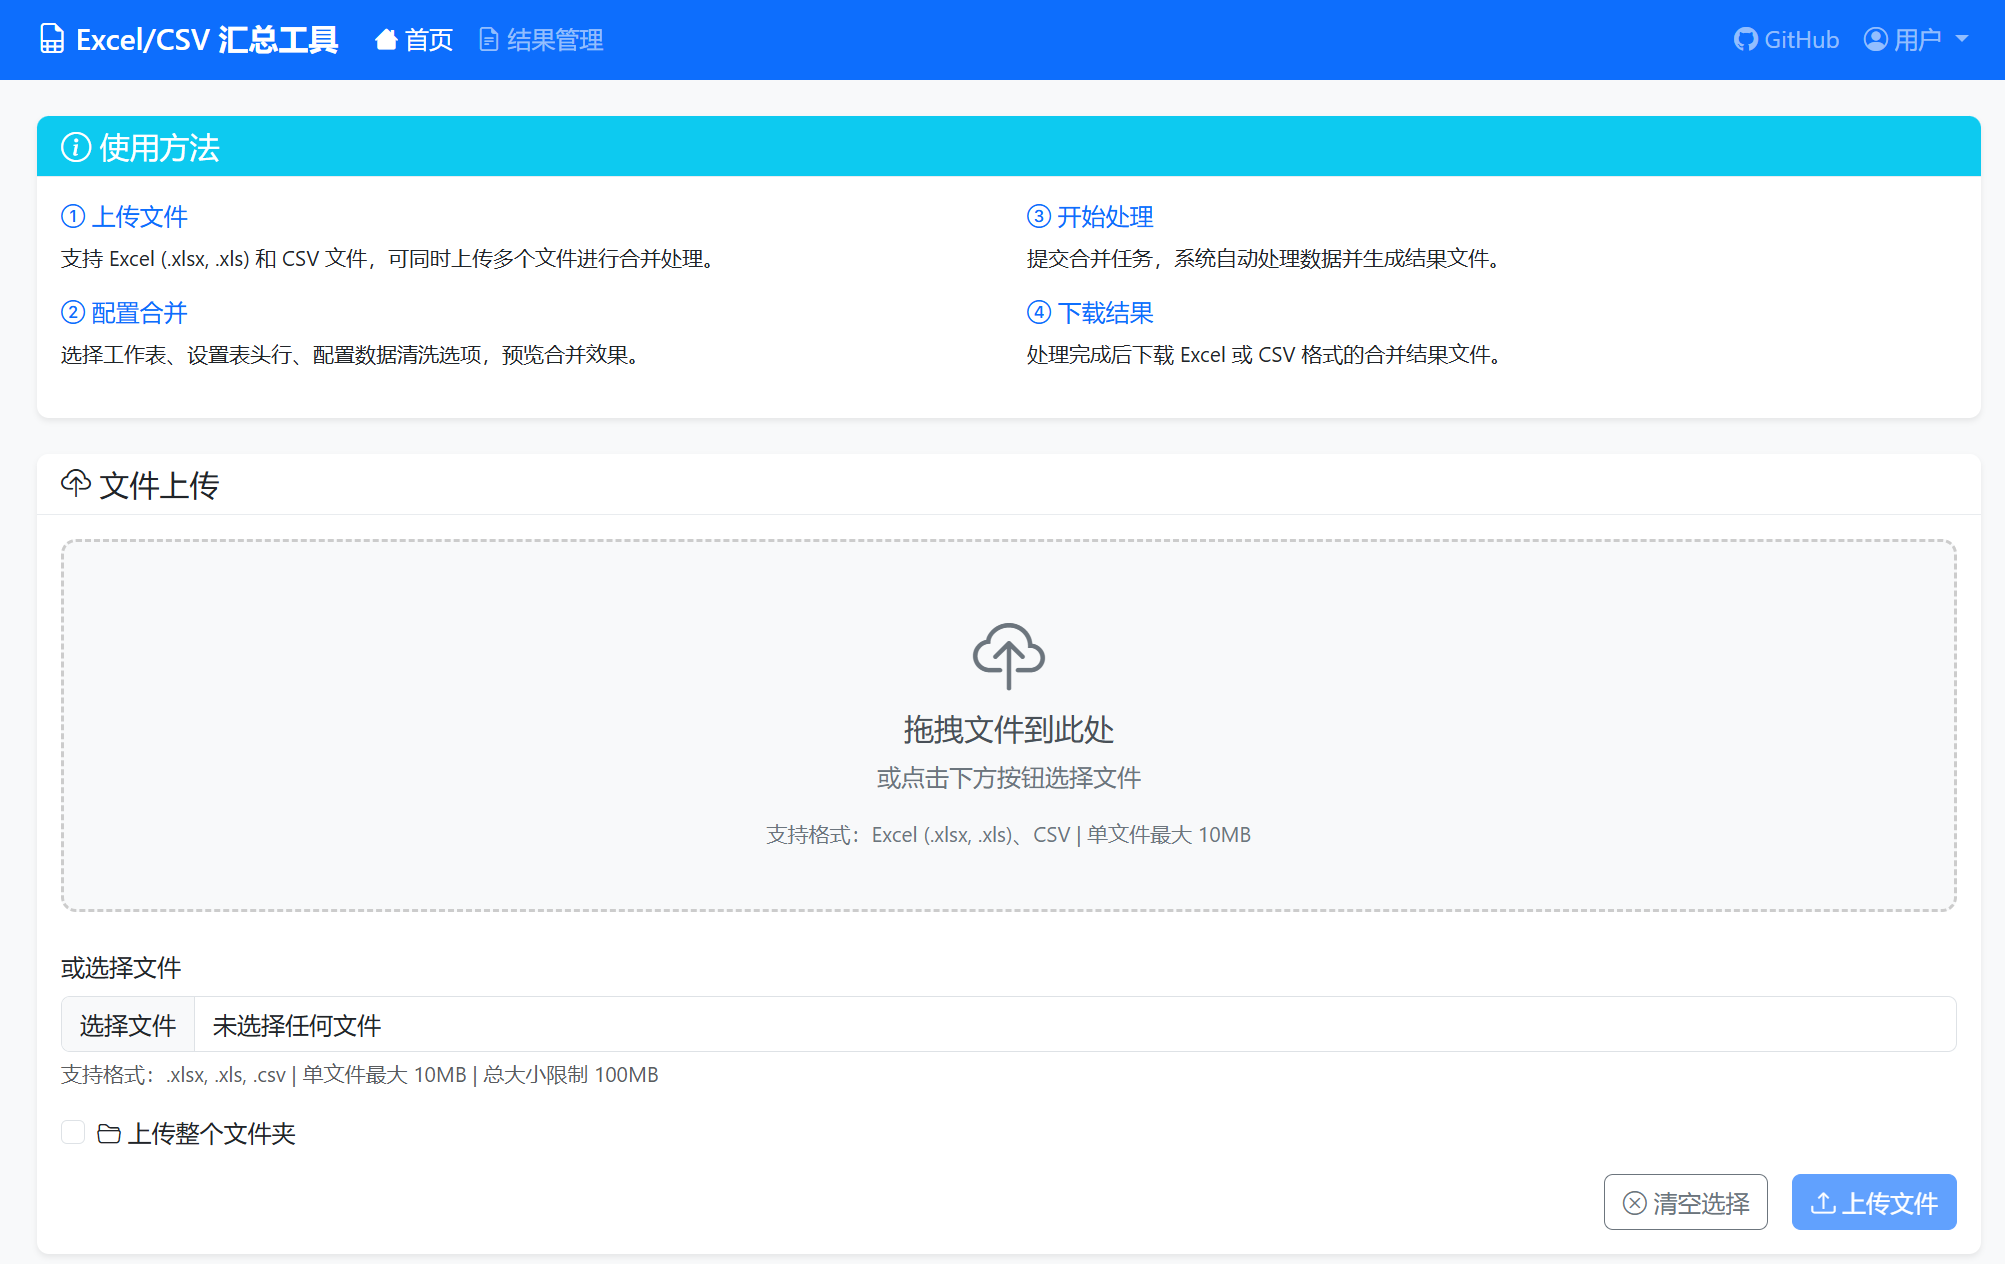 Excel/CSV 汇总工具 首页 结果管理 GitHub 用户
使用方法
① 上传文件
支持 Excel (.xlsx, .xls) 和 CSV 文件，可同时上传多个文件进行合并处理。
② 配置合并
选择工作表、设置表头行、配置数据清洗选项，预览合并效果。
③ 开始处理
提交合并任务，系统自动处理数据并生成结果文件。
④ 下载结果
处理完成后下载 Excel 或 CSV 格式的合并结果文件。
文件上传
拖拽文件到此处
或点击下方按钮选择文件
支持格式：Excel (.xlsx, .xls)、CSV | 单文件最大 10MB
或选择文件
选择文件 未选择任何文件
支持格式：.xlsx, .xls, .csv | 单文件最大 10MB | 总大小限制 100MB
上传整个文件夹
清空选择 上传文件